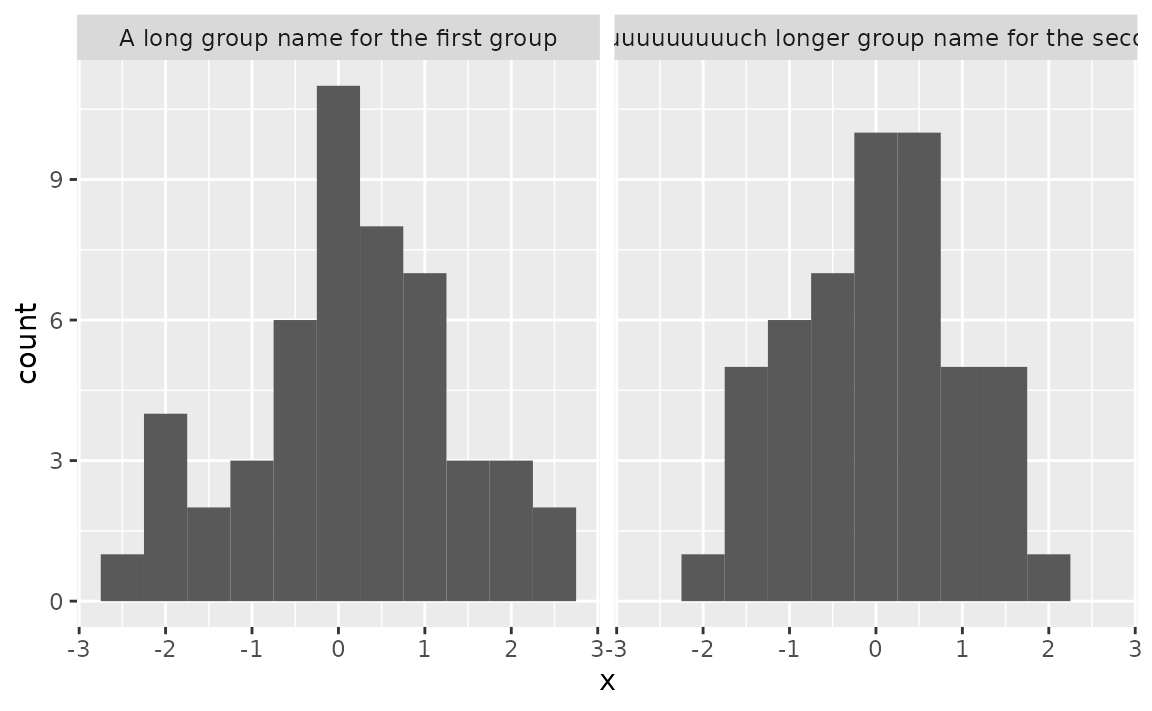 A long group name for the first group
uuuuuuuuch longer group name for the seco
9
6
3
0
count
-3 -2 -1 0 1 2 3
-3 -2 -1 0 1 2 3
x